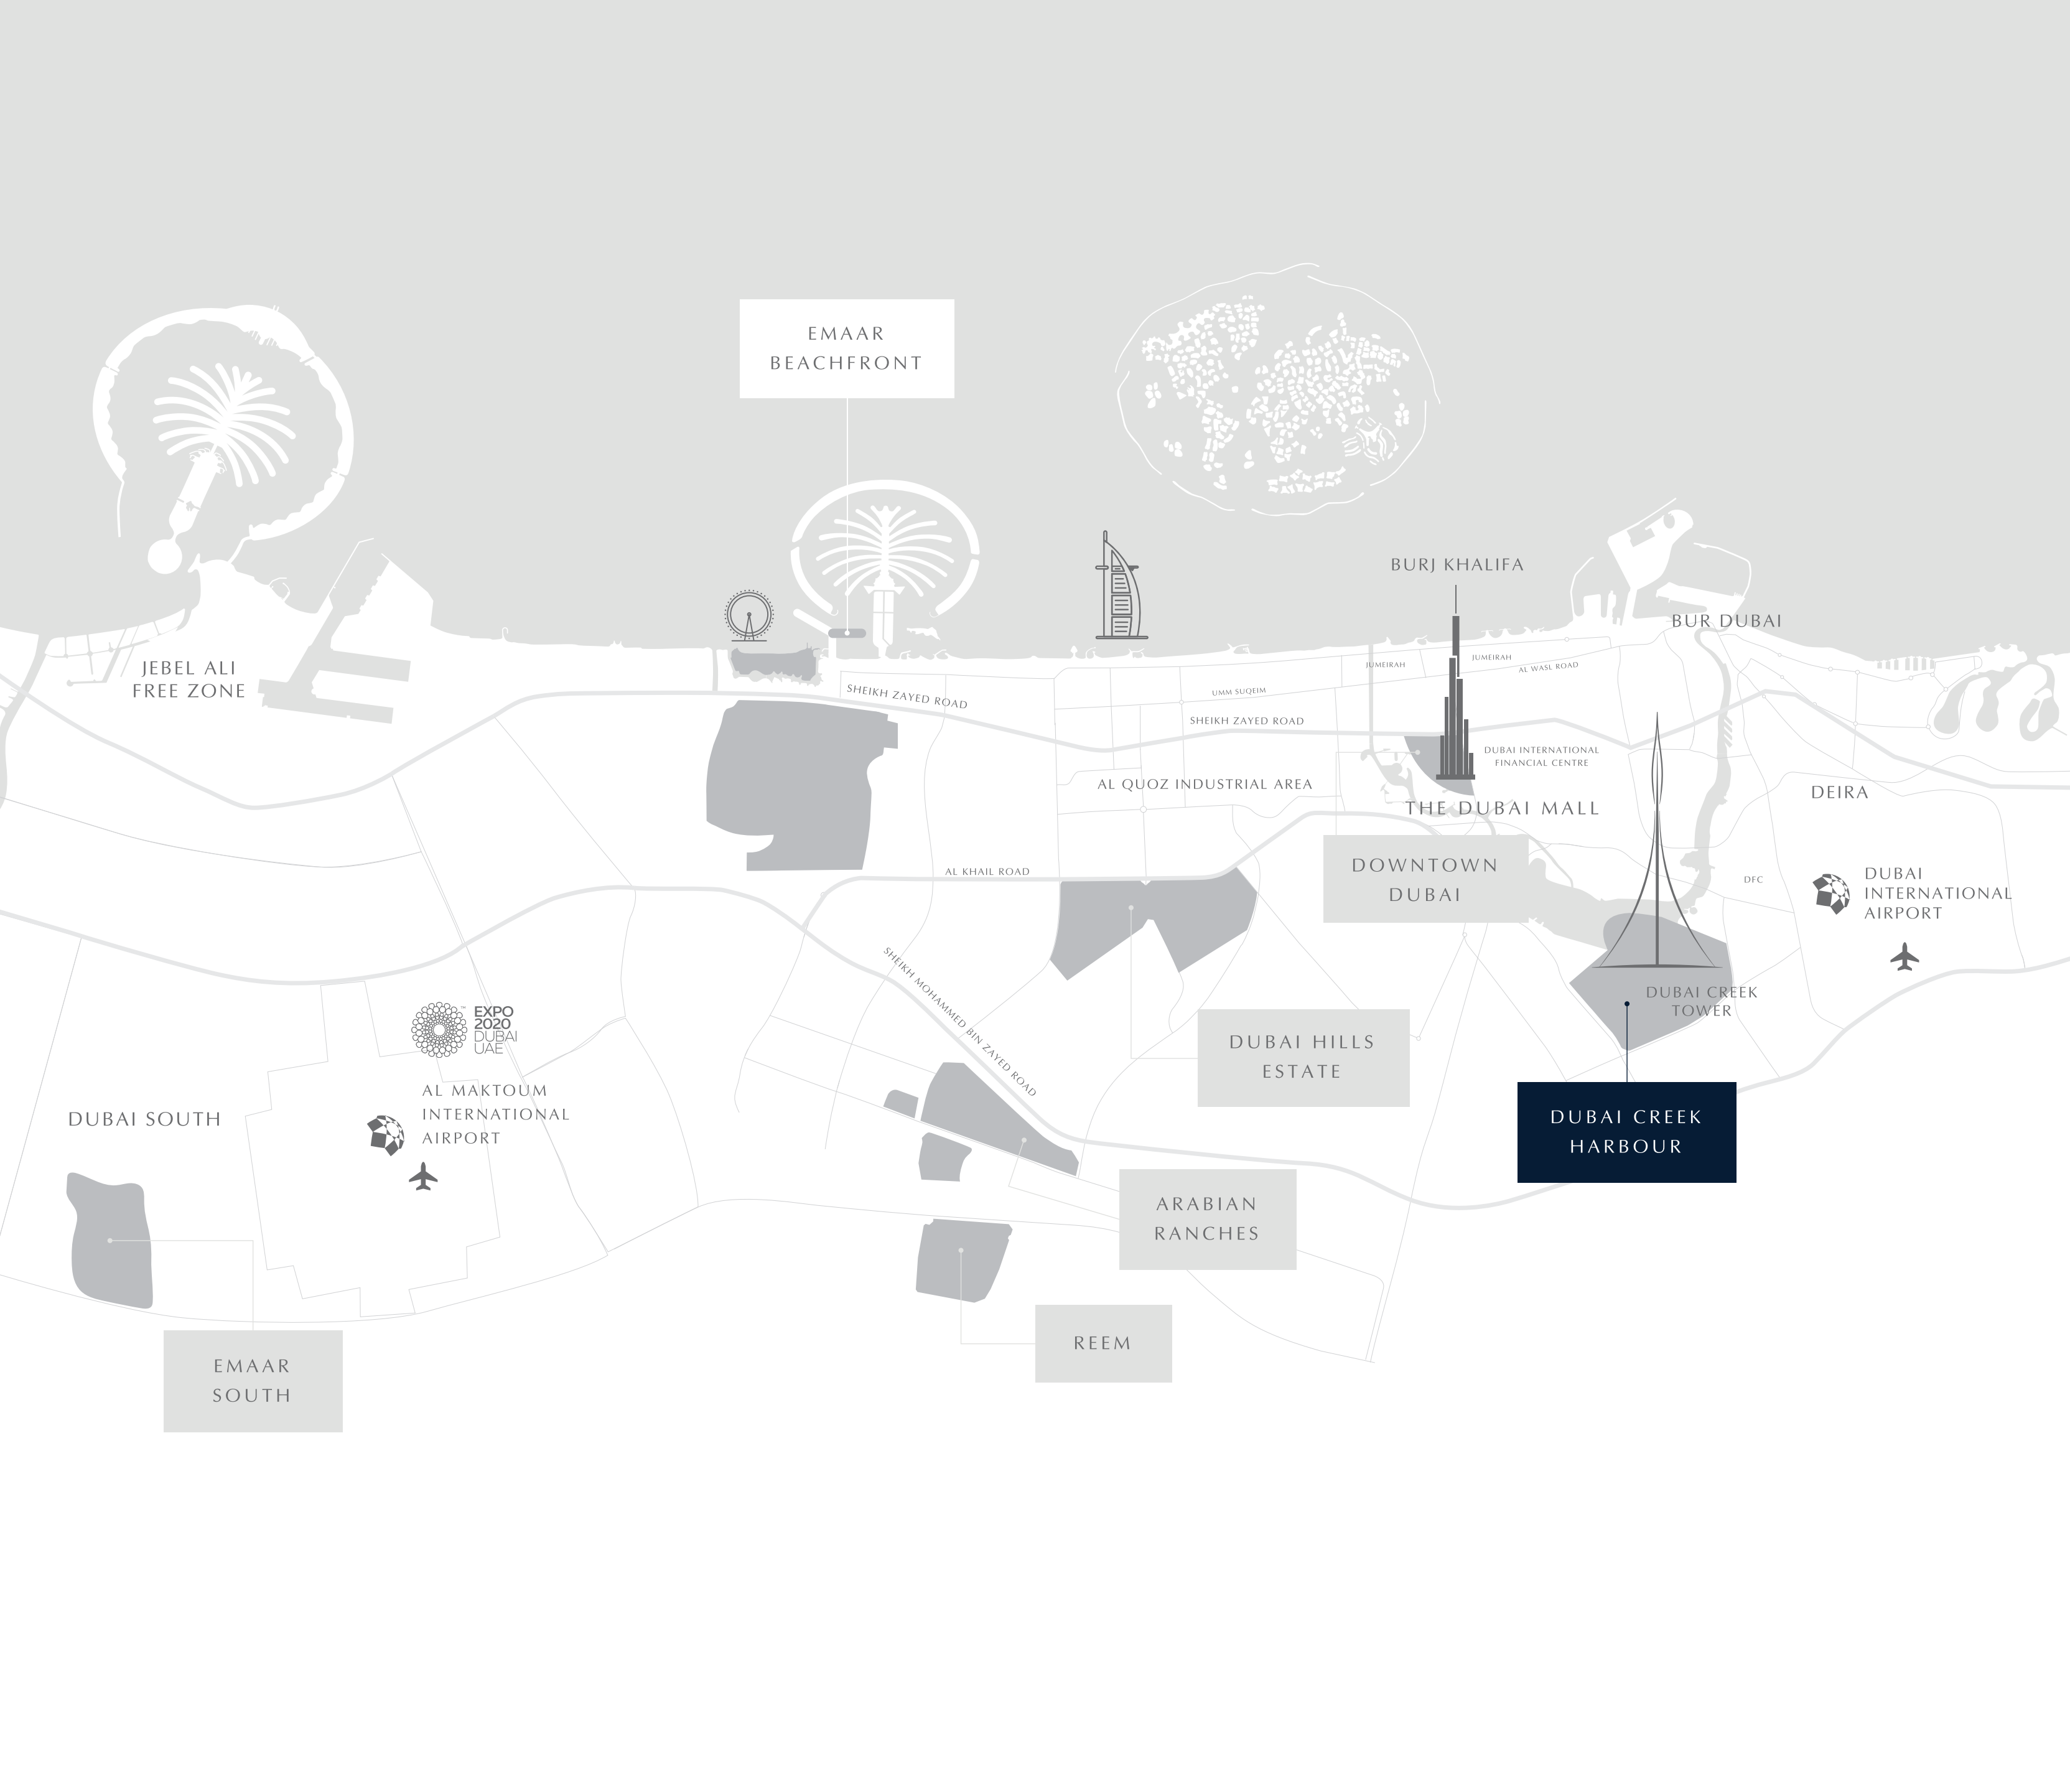 EMAAR
BEACHFRONT
BURJ KHALIFA
BUR DUBAI
JEBEL ALI
FREE ZONE
JUMEIRAH
JUMEIRAH
AL WASL ROAD
SHEIKH ZAYED ROAD
UMM SUQEIM
SHEIKH ZAYED ROAD
DUBAI INTERNATIONAL
FINANCIAL CENTRE
AL QUOZ INDUSTRIAL AREA
THE DUBAI MALL
DEIRA
DOWNTOWN
DUBAI
AL KHAIL ROAD
DFC
DUBAI
INTERNATIONAL
AIRPORT
SHEIKH MOHAMMED BIN ZAYED ROAD
DUBAI CREEK
TOWER
EXPO
2020
DUBAI
UAE
™
DUBAI HILLS
ESTATE
AL MAKTOUM
INTERNATIONAL
AIRPORT
DUBAI SOUTH
DUBAI CREEK
HARBOUR
ARABIAN
RANCHES
REEM
EMAAR
SOUTH